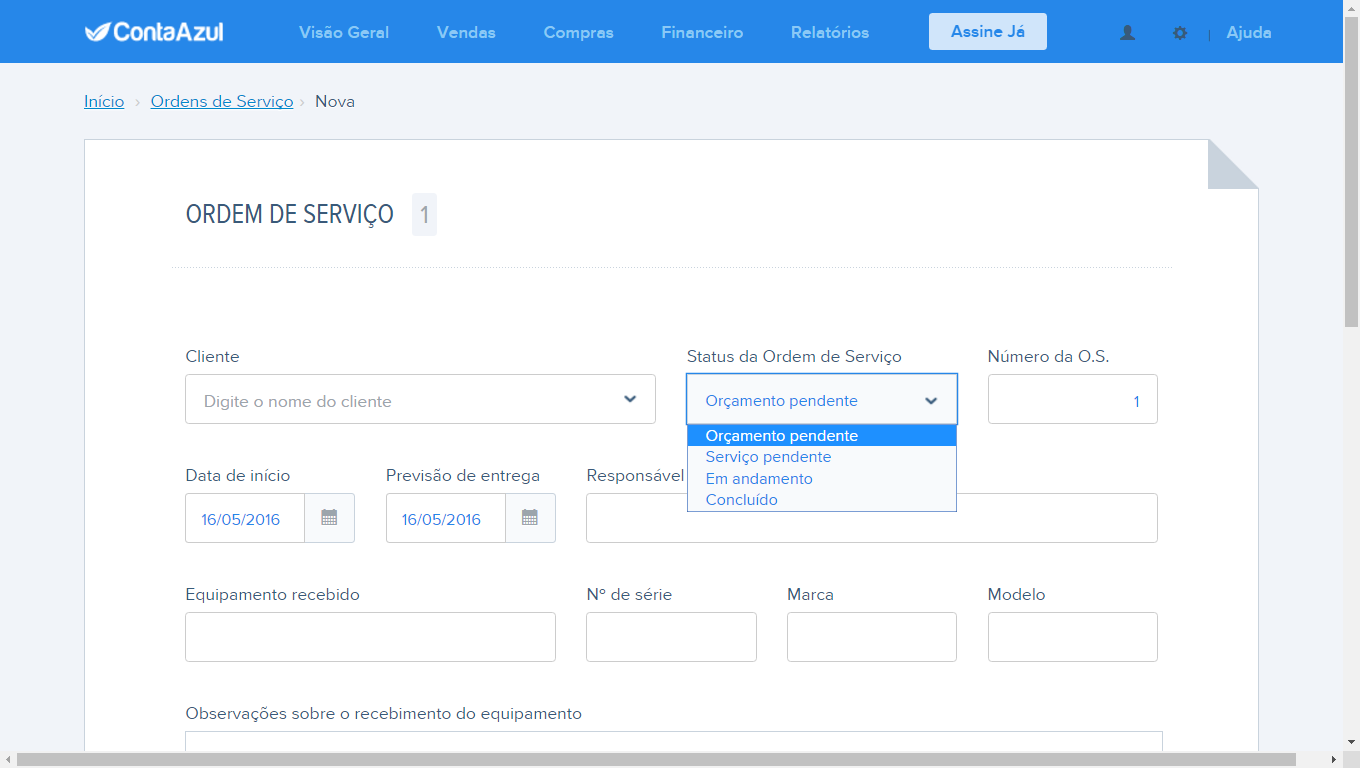 ContaAzul Visão Geral Vendas Compras Financeiro Relatórios Assine Já | Ajuda
Início › Ordens de Serviço › Nova
ORDEM DE SERVIÇO 1
Cliente Status da Ordem de Serviço Número da O.S.
Digite o nome do cliente Orçamento pendente 1
Orçamento pendente
Serviço pendente
Em andamento
Concluído
Data de início Previsão de entrega Responsável
16/05/2016 16/05/2016
Equipamento recebido Nº de série Marca Modelo
Observações sobre o recebimento do equipamento